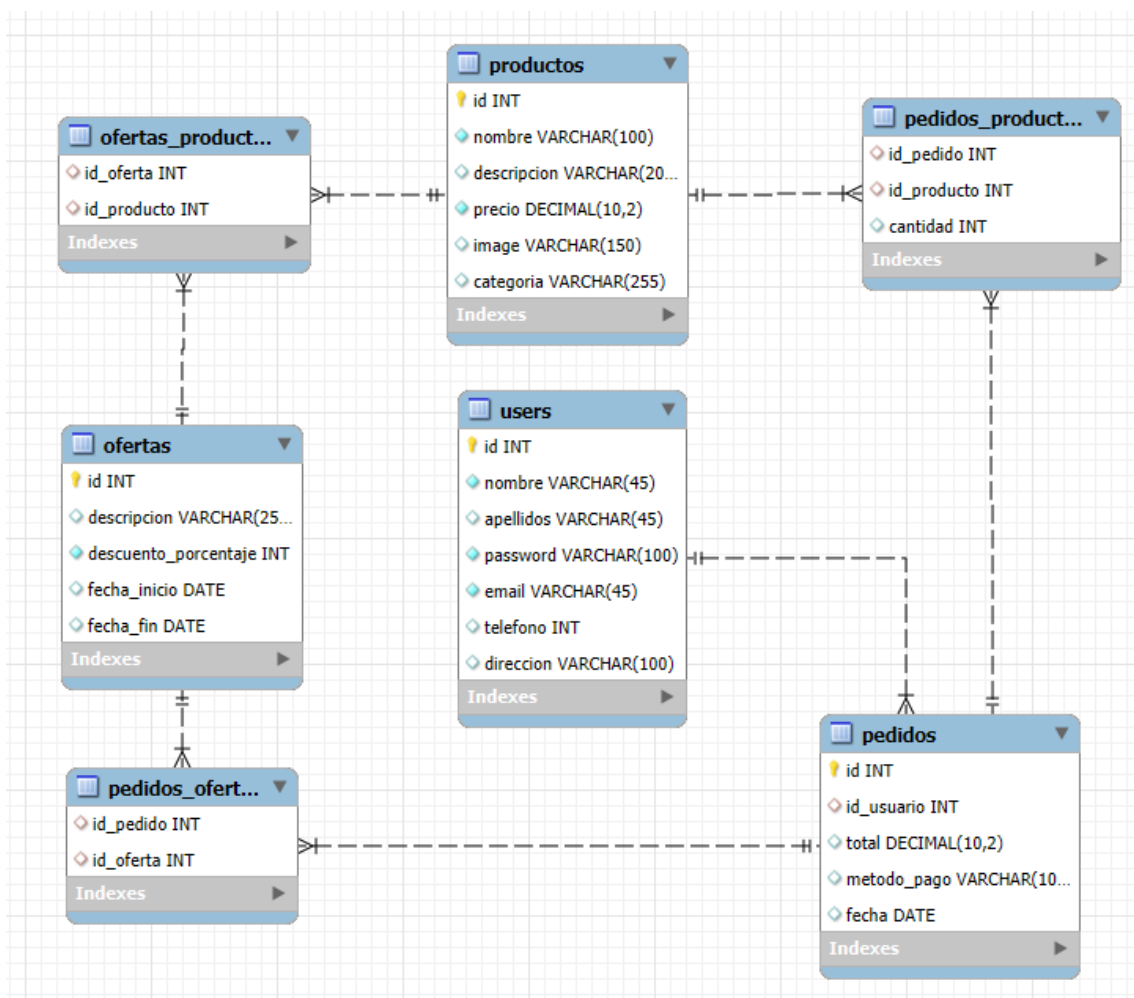 productos
id INT
nombre VARCHAR(100)
descripcion VARCHAR(20...
precio DECIMAL(10,2)
image VARCHAR(150)
categoria VARCHAR(255)
Indexes
ofertas_product...
id_oferta INT
id_producto INT
Indexes
pedidos_product...
id_pedido INT
id_producto INT
cantidad INT
Indexes
ofertas
id INT
descripcion VARCHAR(25...
descuento_porcentaje INT
fecha_inicio DATE
fecha_fin DATE
Indexes
users
id INT
nombre VARCHAR(45)
apellidos VARCHAR(45)
password VARCHAR(100)
email VARCHAR(45)
telefono INT
direccion VARCHAR(100)
Indexes
pedidos_ofert...
id_pedido INT
id_oferta INT
Indexes
pedidos
id INT
id_usuario INT
total DECIMAL(10,2)
metodo_pago VARCHAR(10...
fecha DATE
Indexes